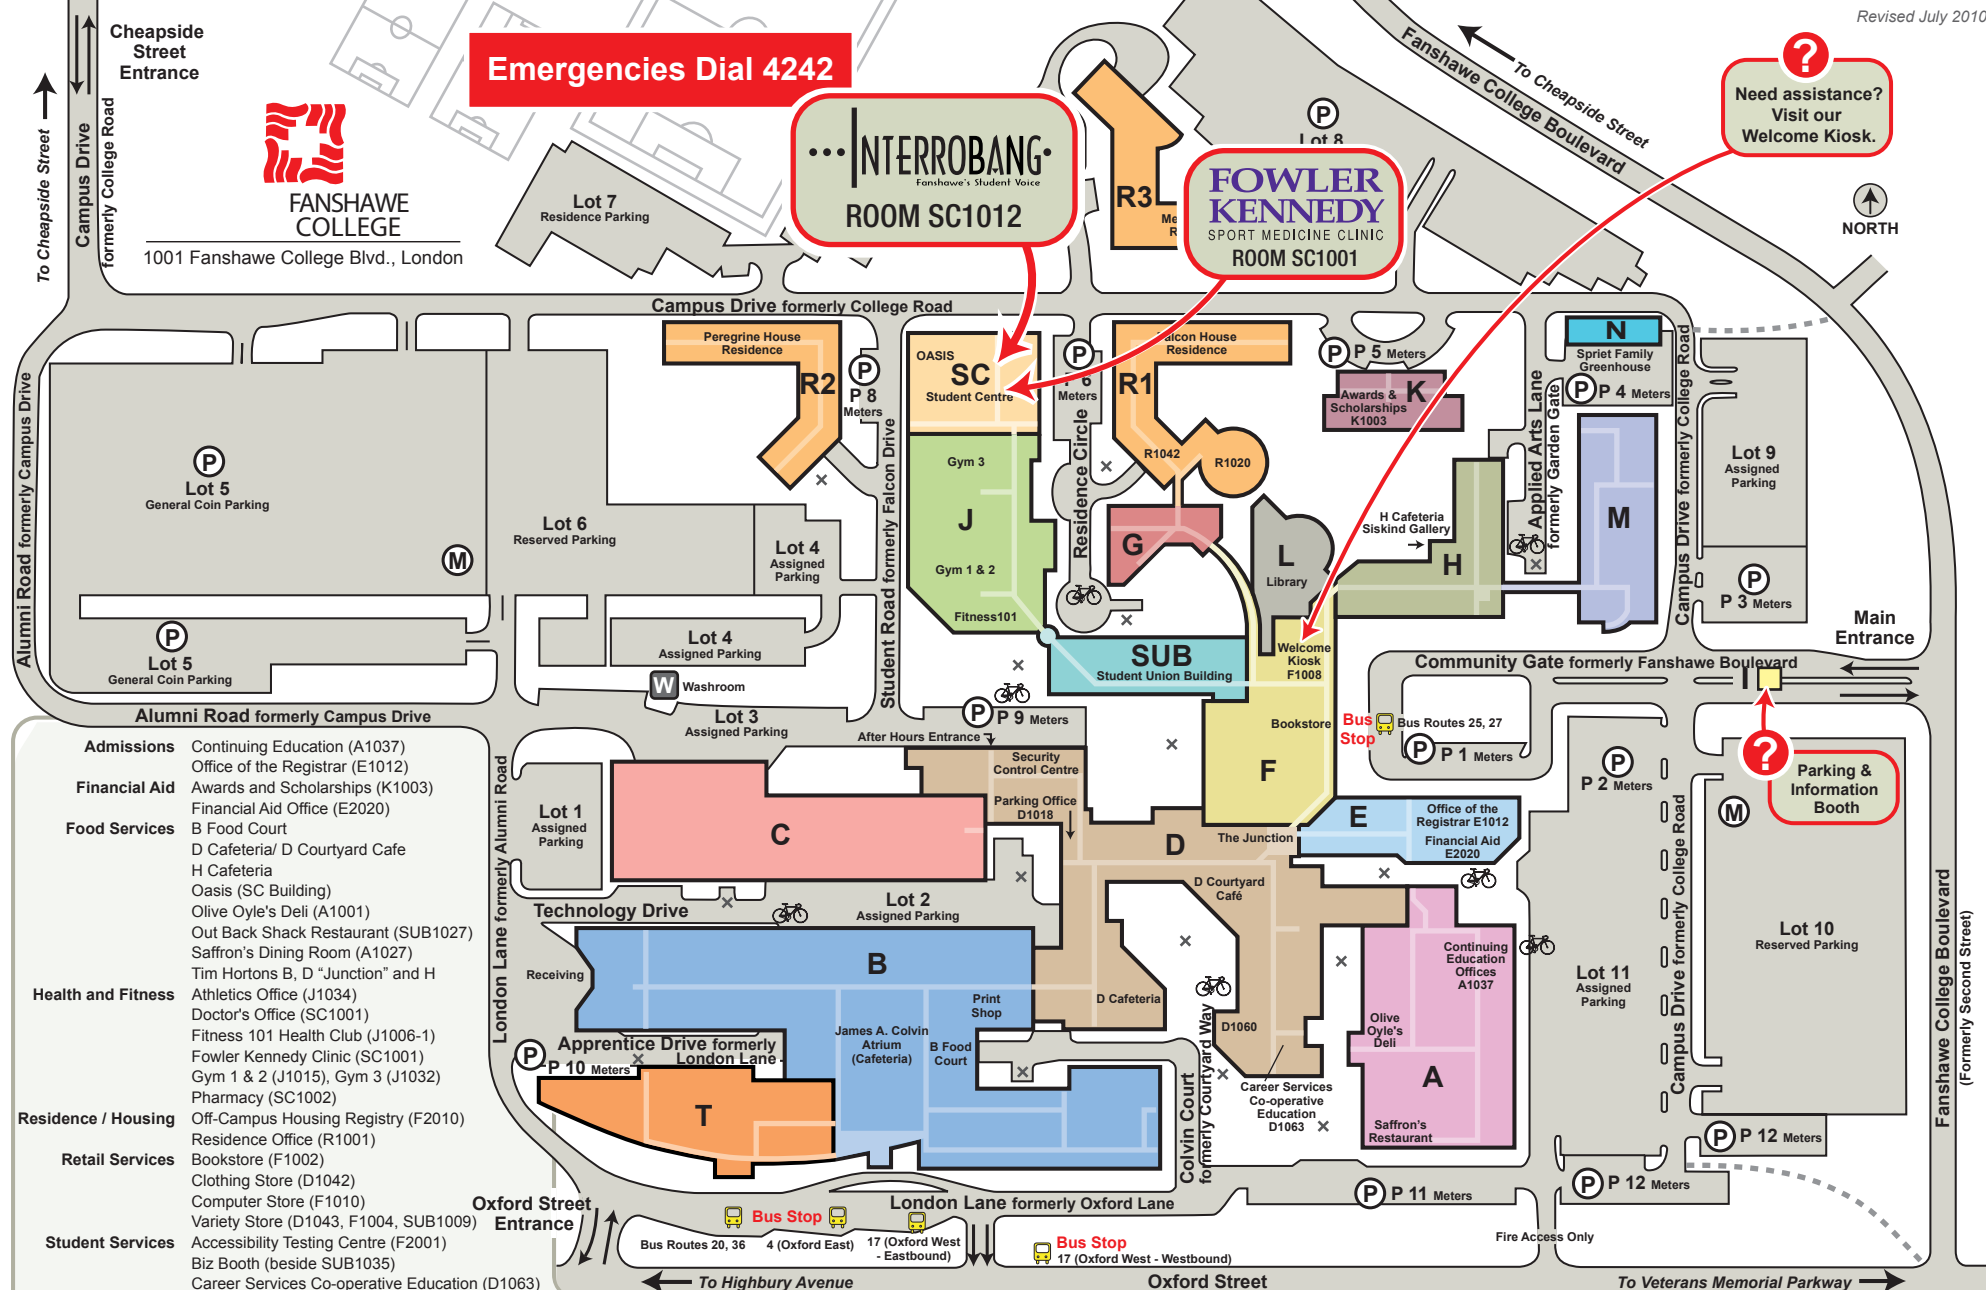 Revised July 2010
Cheapside
Street
Entrance
To Cheapside Street
Campus Drive
formerly College Road
Emergencies Dial 4242
FANSHAWE
COLLEGE
1001 Fanshawe College Blvd., London
INTERROBANG
Fanshawe's Student Voice
ROOM SC1012
FOWLER
KENNEDY
SPORT MEDICINE CLINIC
ROOM SC1001
Need assistance?
Visit our
Welcome Kiosk.
?
To Cheapside Street
Fanshawe College Boulevard
NORTH
P
Lot 8
Lot 7
Residence Parking
R3
Campus Drive formerly College Road
Peregrine House
Residence
R2
P
P 8
Meters
OASIS
SC
Student Centre
P
6
Meters
Falcon House
Residence
R1
R1042
R1020
P
P 5 Meters
K
Awards &
Scholarships
K1003
N
Spriet Family
Greenhouse
P
P 4 Meters
Applied Arts Lane
formerly Garden Gate
Campus Drive formerly College Road
Lot 9
Assigned
Parking
P
P 3 Meters
Alumni Road formerly Campus Drive
P
Lot 5
General Coin Parking
M
Lot 6
Reserved Parking
Lot 4
Assigned
Parking
Student Road formerly Falcon Drive
Gym 3
J
Gym 1 & 2
Fitness101
Residence Circle
G
L
Library
H Cafeteria
Siskind Gallery
H
M
P
Lot 5
General Coin Parking
Lot 4
Assigned Parking
W
Washroom
SUB
Student Union Building
Welcome
Kiosk
F1008
Main
Entrance
Community Gate formerly Fanshawe Boulevard
Alumni Road formerly Campus Drive
Lot 3
Assigned Parking
P
P 9 Meters
After Hours Entrance
Bookstore
F
Bus
Stop
Bus Routes 25, 27
P
P 1 Meters
P
P 2 Meters
?
Parking &
Information
Booth
M
Lot 10
Reserved Parking
Security
Control Centre
Parking Office
D1018
C
Lot 1
Assigned
Parking
London Lane formerly Alumni Road
D
The Junction
E
Office of the
Registrar E1012
Financial Aid
E2020
D Courtyard
Café
Lot 2
Assigned Parking
Technology Drive
Receiving
B
Print
Shop
D Cafeteria
James A. Colvin
Atrium
(Cafeteria)
B Food
Court
Apprentice Drive formerly
London Lane
P
P 10 Meters
T
D1060
Career Services
Co-operative
Education
D1063
Continuing
Education
Offices
A1037
Olive
Oyle's
Deli
A
Saffron's
Restaurant
Lot 11
Assigned
Parking
Campus Drive formerly College Road
Fanshawe College Boulevard
(Formerly Second Street)
Colvin Court
formerly Courtyard Way
P
P 12 Meters
P
P 12 Meters
P
P 11 Meters
Fire Access Only
London Lane formerly Oxford Lane
Oxford Street
Entrance
Bus Stop
Bus Routes 20, 36
4 (Oxford East)
17 (Oxford West
- Eastbound)
Bus Stop
17 (Oxford West - Westbound)
To Highbury Avenue
Oxford Street
To Veterans Memorial Parkway
Admissions Continuing Education (A1037)
Office of the Registrar (E1012)
Financial Aid Awards and Scholarships (K1003)
Financial Aid Office (E2020)
Food Services B Food Court
D Cafeteria/ D Courtyard Cafe
H Cafeteria
Oasis (SC Building)
Olive Oyle's Deli (A1001)
Out Back Shack Restaurant (SUB1027)
Saffron's Dining Room (A1027)
Tim Hortons B, D “Junction” and H
Health and Fitness Athletics Office (J1034)
Doctor's Office (SC1001)
Fitness 101 Health Club (J1006-1)
Fowler Kennedy Clinic (SC1001)
Gym 1 & 2 (J1015), Gym 3 (J1032)
Pharmacy (SC1002)
Residence / Housing Off-Campus Housing Registry (F2010)
Residence Office (R1001)
Retail Services Bookstore (F1002)
Clothing Store (D1042)
Computer Store (F1010)
Variety Store (D1043, F1004, SUB1009)
Student Services Accessibility Testing Centre (F2001)
Biz Booth (beside SUB1035)
Career Services Co-operative Education (D1063)